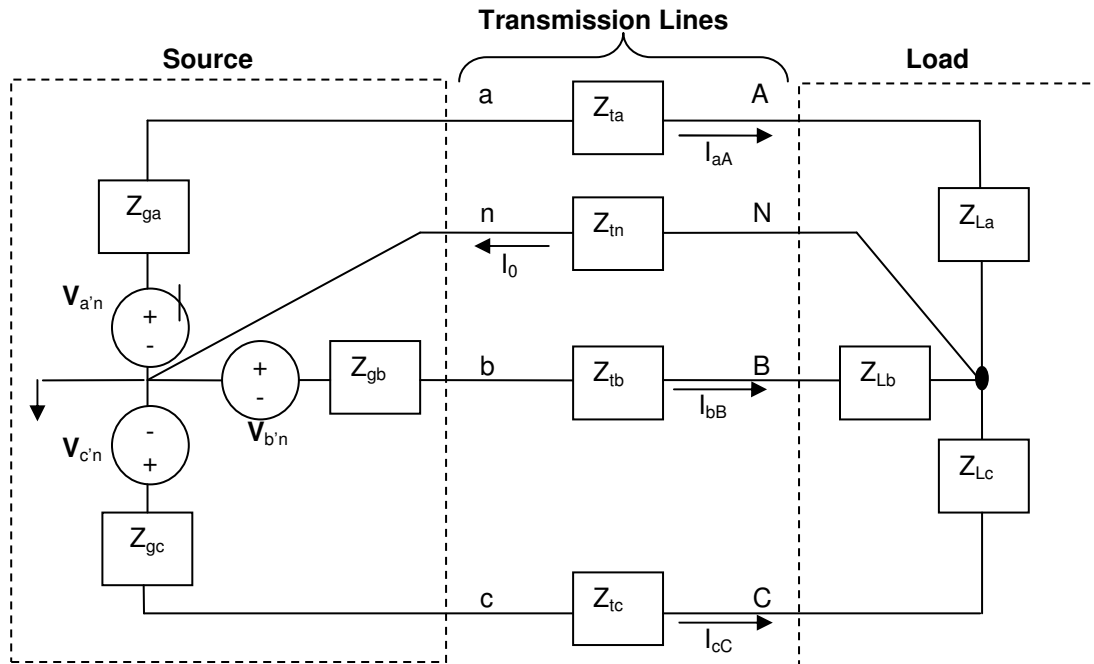 Transmission Lines
Source
Load
a
Z_ta
A
I_aA
Z_ga
n
Z_tn
N
Z_La
I_0
V_a'n
+
-
+
-
Z_gb
b
Z_tb
B
Z_Lb
I_bB
V_b'n
V_c'n
-
+
Z_Lc
Z_gc
c
Z_tc
C
I_cC